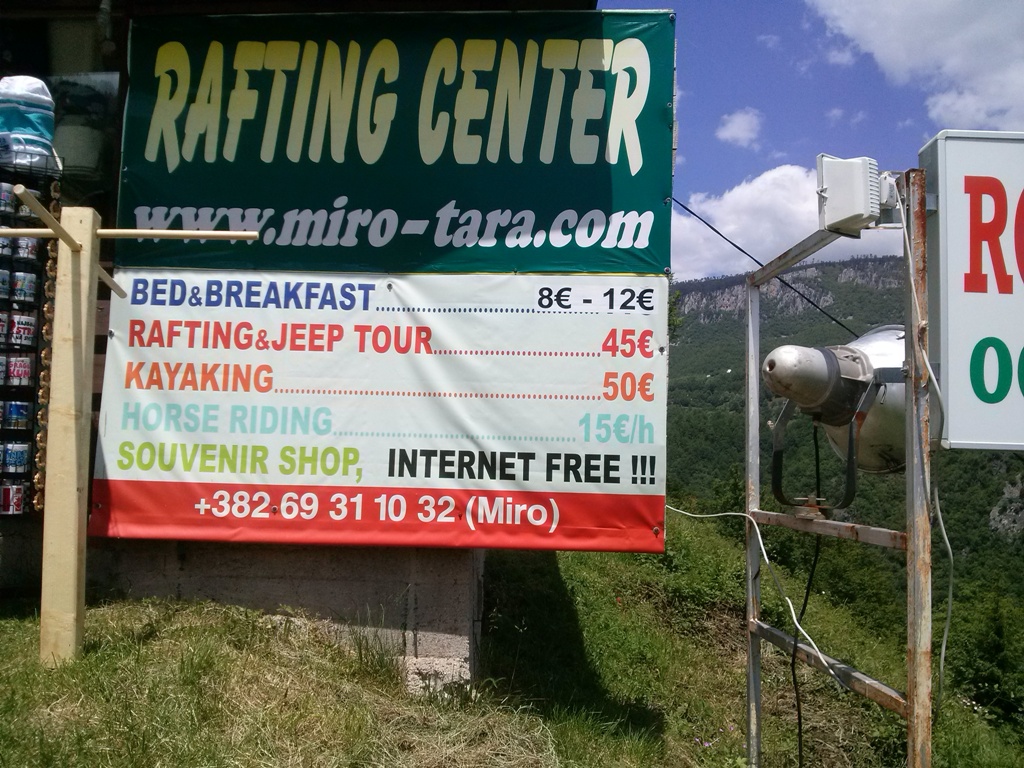 RAFTING CENTER
www.miro-tara.com
BED&BREAKFAST........................8€ - 12€
RAFTING&JEEP TOUR........................45€
KAYAKING................................................50€
HORSE RIDING....................................15€/h
SOUVENIR SHOP, INTERNET FREE !!!
+382 69 31 10 32 (Miro)